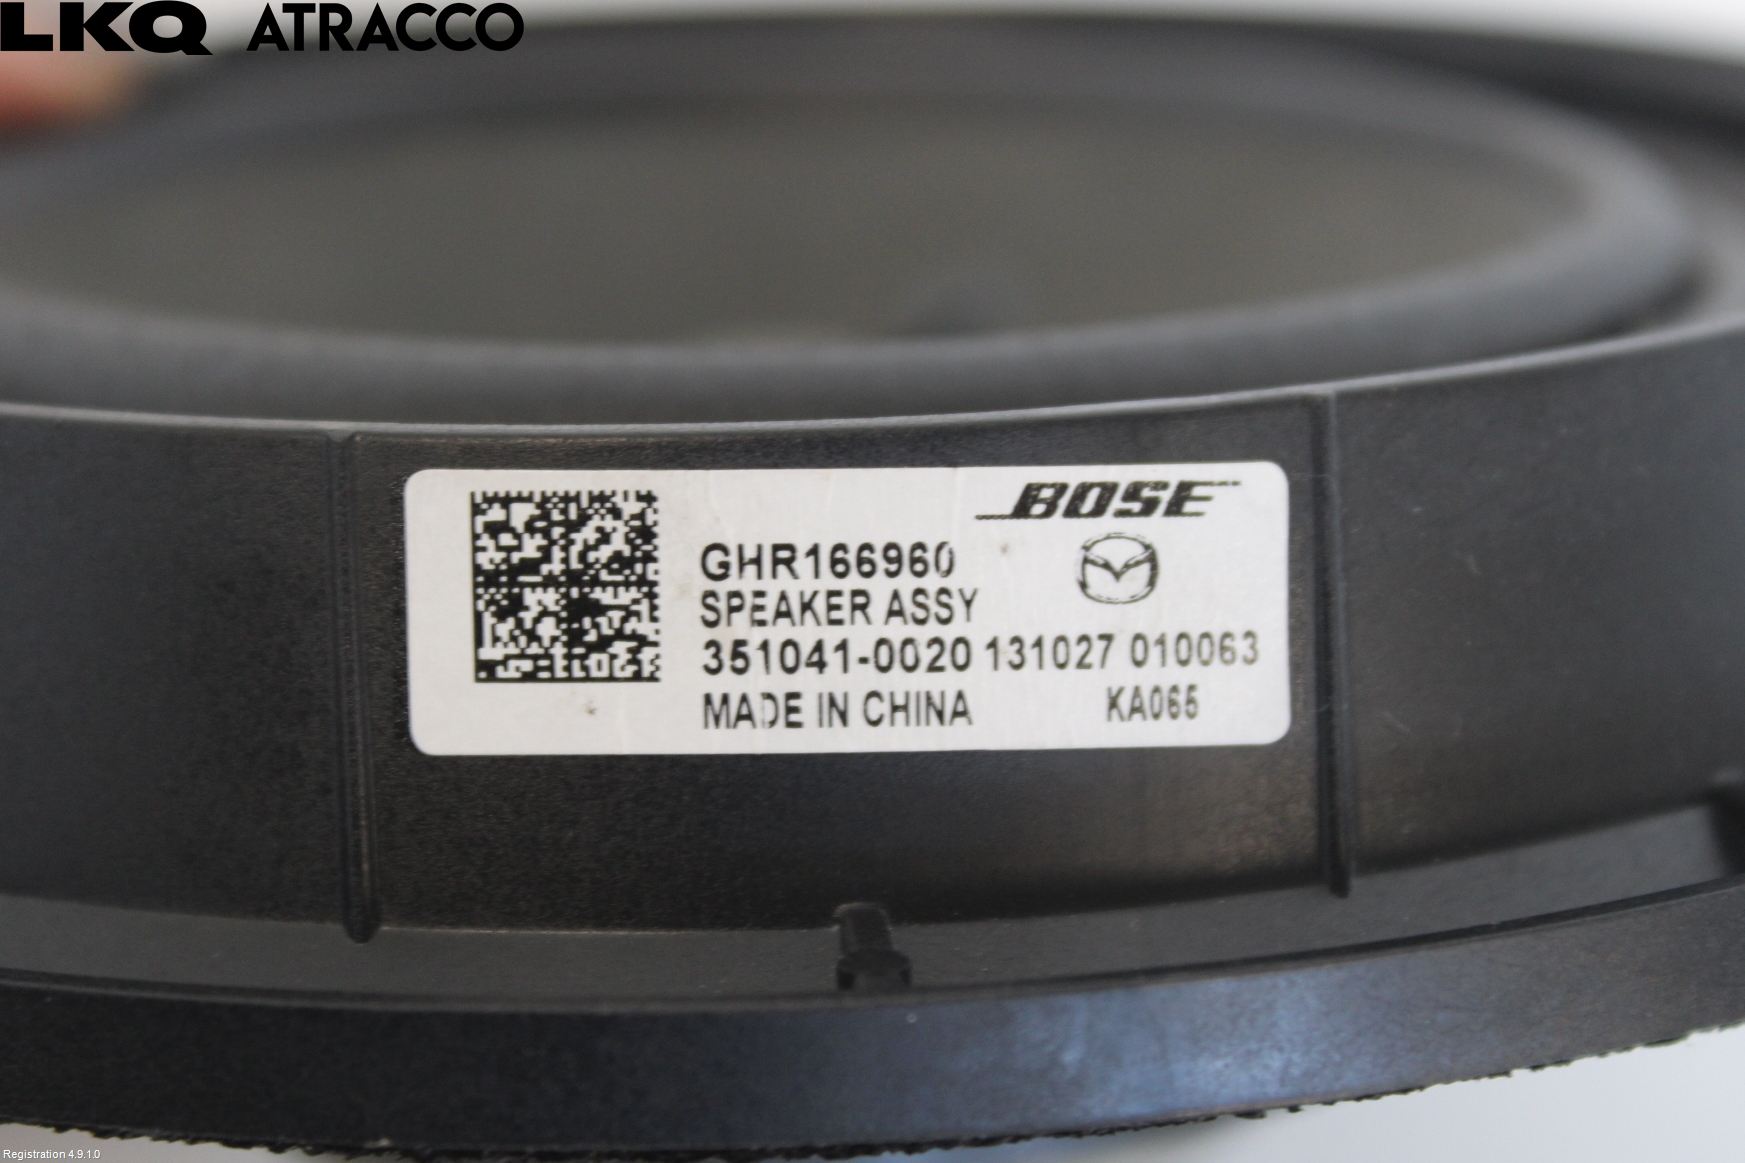 LKQ ATRACCO
BOSE
GHR166960
SPEAKER ASSY
351041-0020 131027 010063
MADE IN CHINA KA065
Registration 4.9.1.0